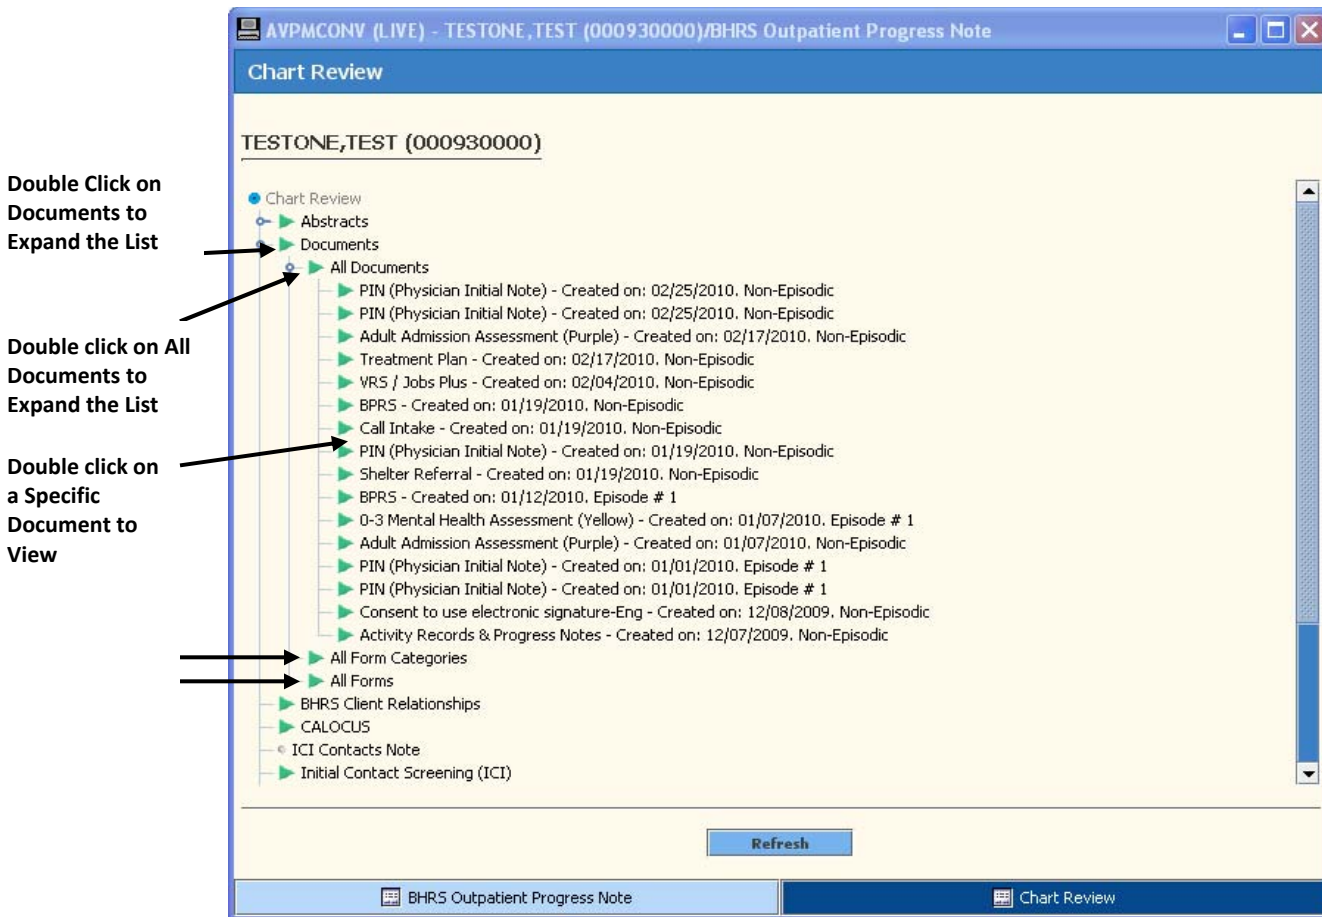 AVPMCONV (LIVE) - TESTONE,TEST (000930000)/BHRS Outpatient Progress Note
Chart Review
TESTONE,TEST (000930000)
Double Click on
Documents to
Expand the List
Double click on All
Documents to
Expand the List
Double click on
a Specific
Document to
View
Chart Review
Abstracts
Documents
All Documents
PIN (Physician Initial Note) - Created on: 02/25/2010. Non-Episodic
PIN (Physician Initial Note) - Created on: 02/25/2010. Non-Episodic
Adult Admission Assessment (Purple) - Created on: 02/17/2010. Non-Episodic
Treatment Plan - Created on: 02/17/2010. Non-Episodic
VRS / Jobs Plus - Created on: 02/04/2010. Non-Episodic
BPRS - Created on: 01/19/2010. Non-Episodic
Call Intake - Created on: 01/19/2010. Non-Episodic
PIN (Physician Initial Note) - Created on: 01/19/2010. Non-Episodic
Shelter Referral - Created on: 01/19/2010. Non-Episodic
BPRS - Created on: 01/12/2010. Episode # 1
0-3 Mental Health Assessment (Yellow) - Created on: 01/07/2010. Episode # 1
Adult Admission Assessment (Purple) - Created on: 01/07/2010. Non-Episodic
PIN (Physician Initial Note) - Created on: 01/01/2010. Episode # 1
PIN (Physician Initial Note) - Created on: 01/01/2010. Episode # 1
Consent to use electronic signature-Eng - Created on: 12/08/2009. Non-Episodic
Activity Records & Progress Notes - Created on: 12/07/2009. Non-Episodic
All Form Categories
All Forms
BHRS Client Relationships
CALOCUS
ICI Contacts Note
Initial Contact Screening (ICI)
Refresh
BHRS Outpatient Progress Note
Chart Review